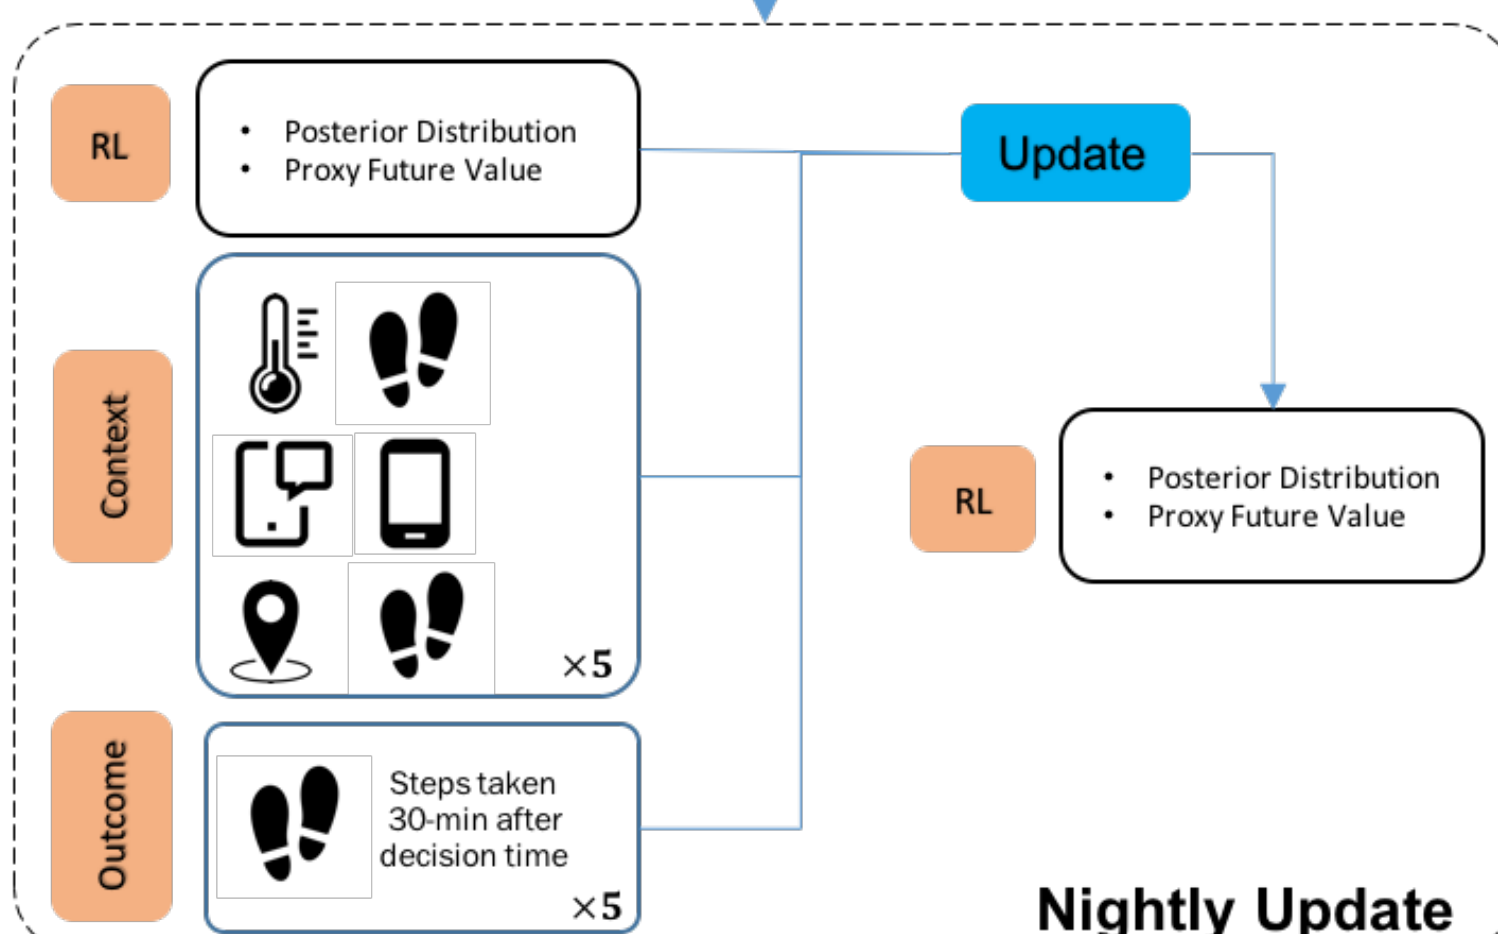 RL
• Posterior Distribution
• Proxy Future Value
Update
Context
×5
RL
• Posterior Distribution
• Proxy Future Value
Outcome
Steps taken
30-min after
decision time
×5
Nightly Update